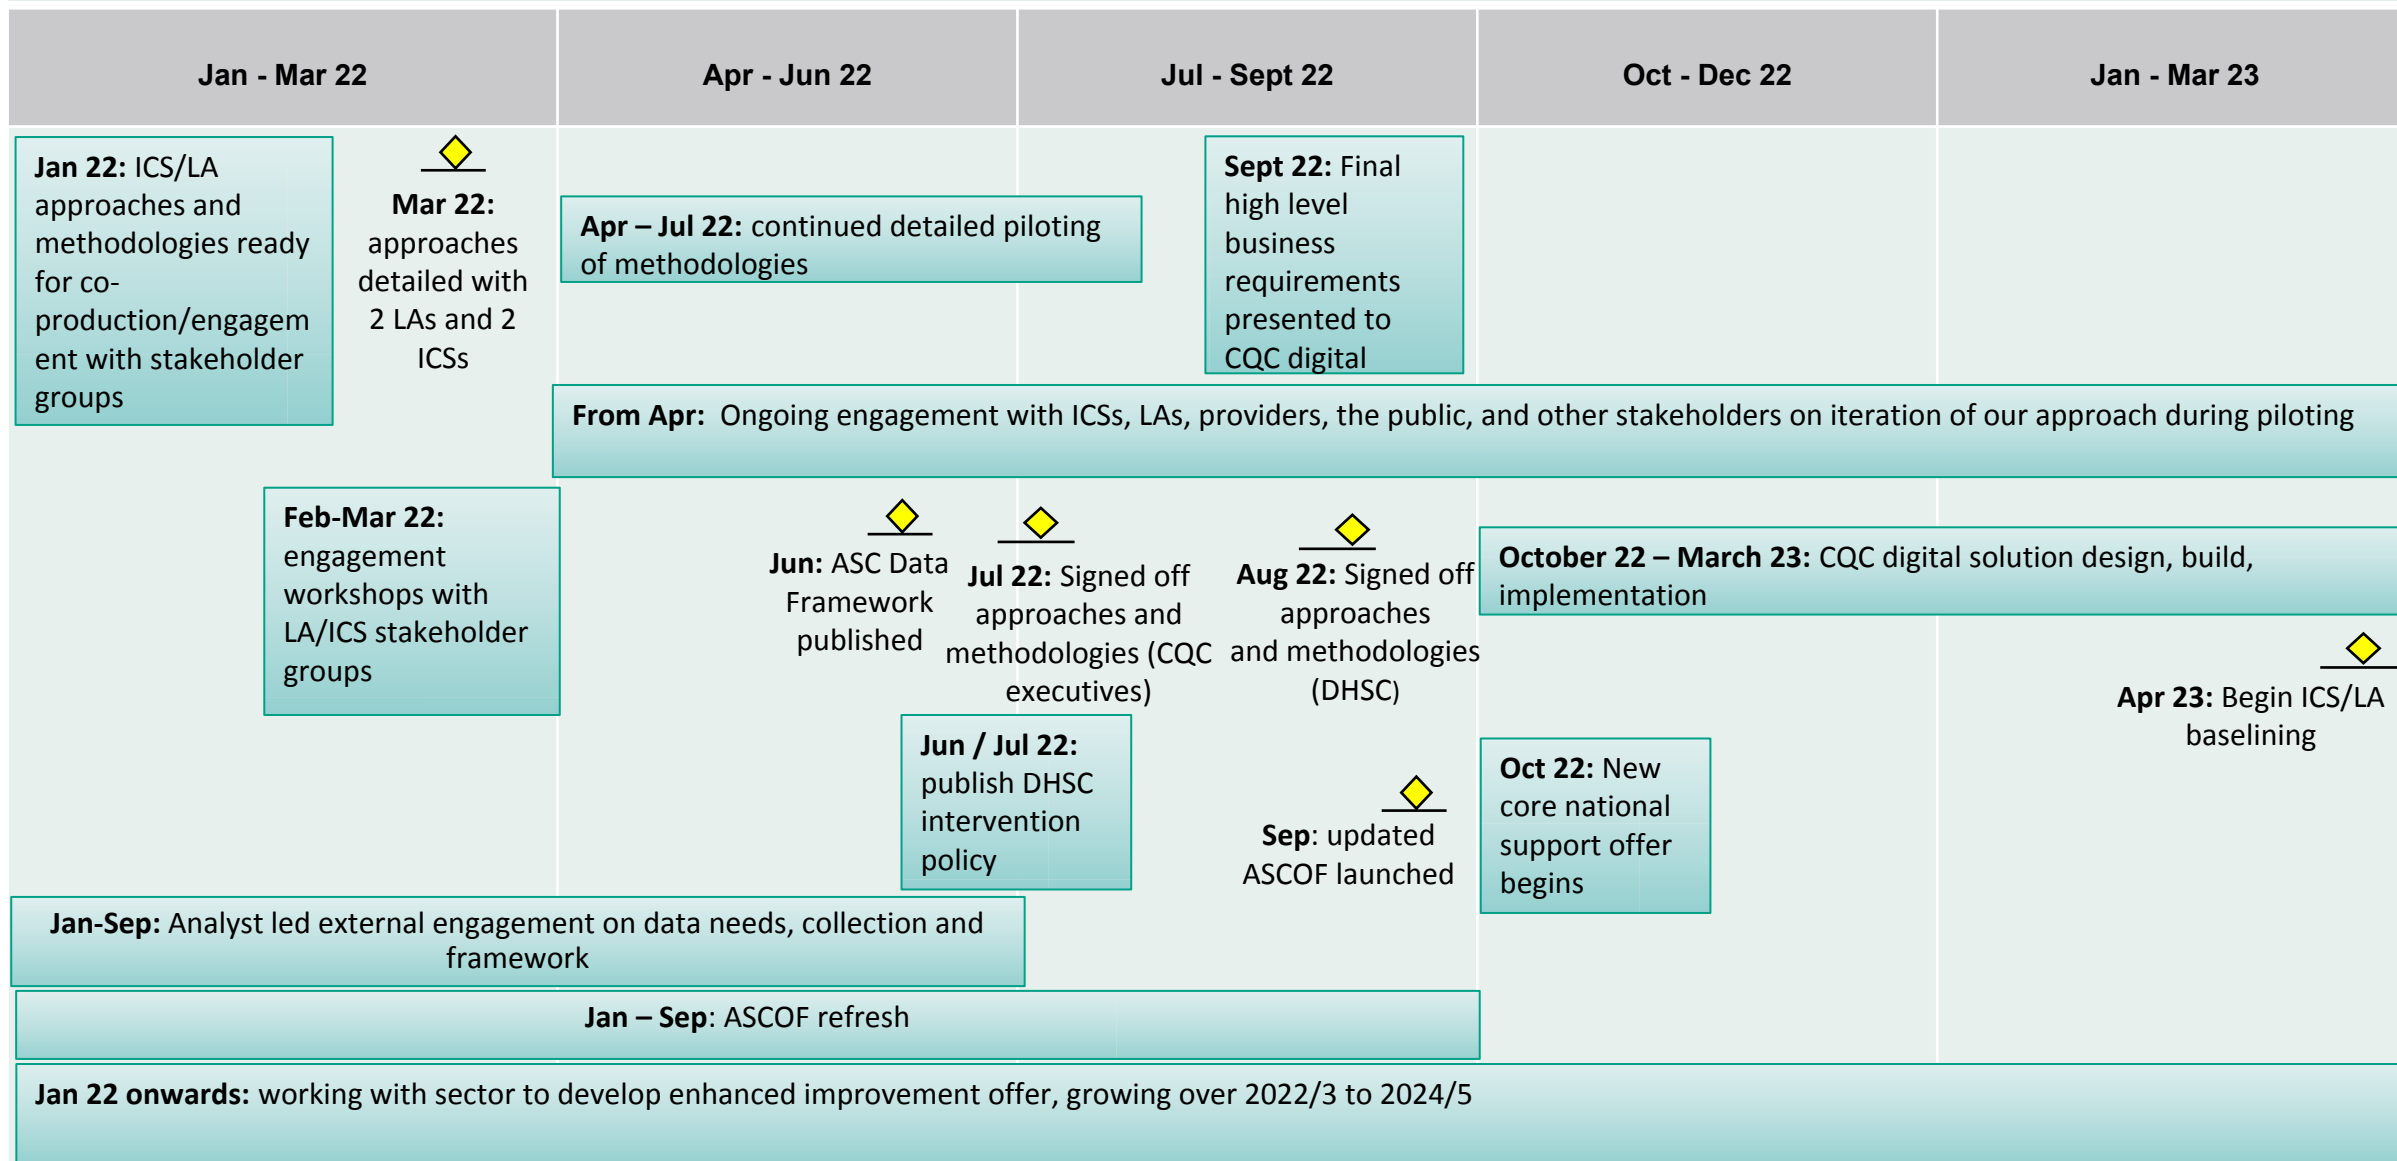 Jan - Mar 22
Apr - Jun 22
Jul - Sept 22
Oct - Dec 22
Jan - Mar 23
Jan 22: ICS/LA
approaches and
methodologies ready
for co-
production/engagem
ent with stakeholder
groups
Mar 22:
approaches
detailed with
2 LAs and 2
ICSs
Apr – Jul 22: continued detailed piloting
of methodologies
Sept 22: Final
high level
business
requirements
presented to
CQC digital
From Apr: Ongoing engagement with ICSs, LAs, providers, the public, and other stakeholders on iteration of our approach during piloting
Feb-Mar 22:
engagement
workshops with
LA/ICS stakeholder
groups
Jun: ASC Data
Framework
published
Jul 22: Signed off
approaches and
methodologies (CQC
executives)
Aug 22: Signed off
approaches
and methodologies
(DHSC)
October 22 – March 23: CQC digital solution design, build,
implementation
Apr 23: Begin ICS/LA
baselining
Jun / Jul 22:
publish DHSC
intervention
policy
Sep: updated
ASCOF launched
Oct 22: New
core national
support offer
begins
Jan-Sep: Analyst led external engagement on data needs, collection and
framework
Jan – Sep: ASCOF refresh
Jan 22 onwards: working with sector to develop enhanced improvement offer, growing over 2022/3 to 2024/5